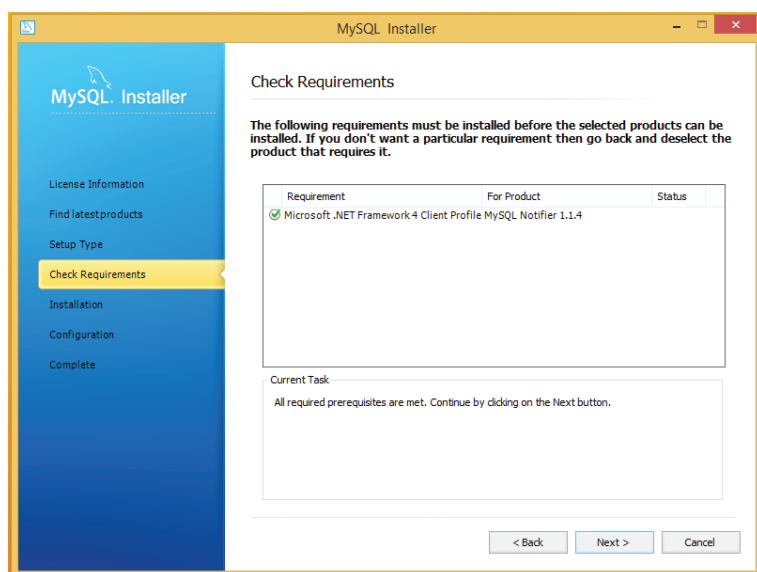 MySQL Installer
MySQL. Installer
License Information
Find latest products
Setup Type
Check Requirements
Installation
Configuration
Complete
Check Requirements
The following requirements must be installed before the selected products can be
installed. If you don't want a particular requirement then go back and deselect the
product that requires it.
Requirement For Product Status
Microsoft .NET Framework 4 Client Profile MySQL Notifier 1.1.4
Current Task
All required prerequisites are met. Continue by clicking on the Next button.
< Back Next > Cancel